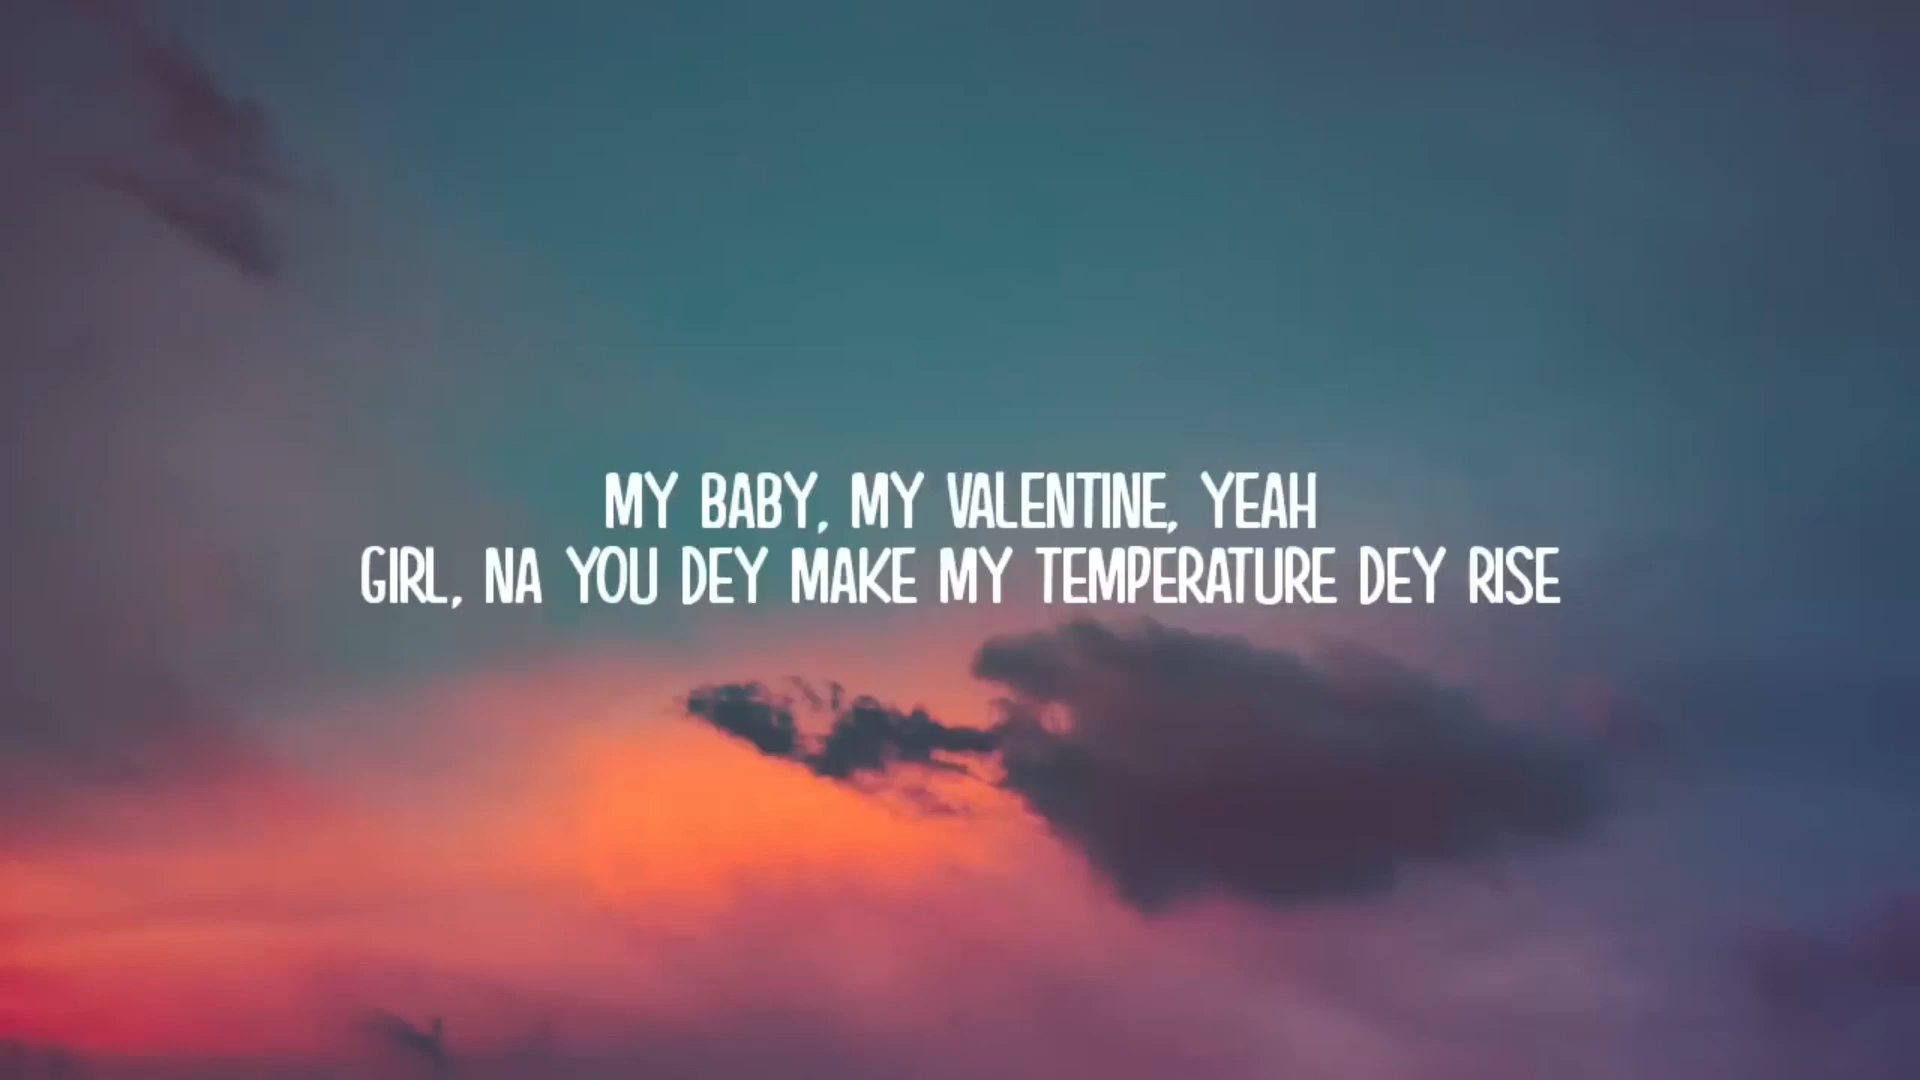 MY BABY, MY VALENTINE, YEAH
GIRL, NA YOU DEY MAKE MY TEMPERATURE DEY RISE